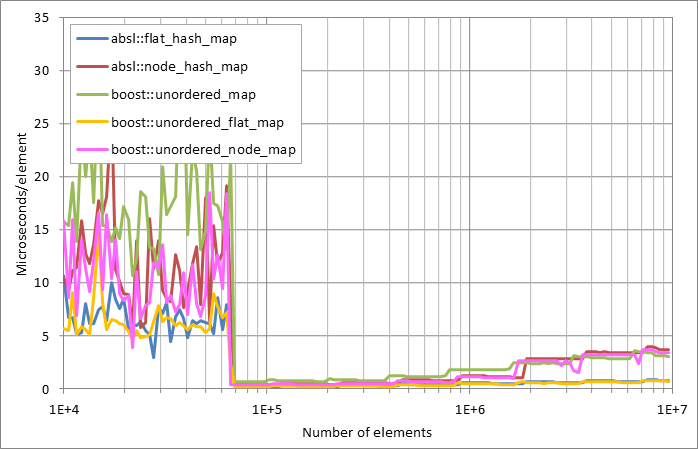 35
30
25
20
15
10
5
0
Microseconds/element
absl::flat_hash_map
absl::node_hash_map
boost::unordered_map
boost::unordered_flat_map
boost::unordered_node_map
1E+4 1E+5 1E+6 1E+7
Number of elements